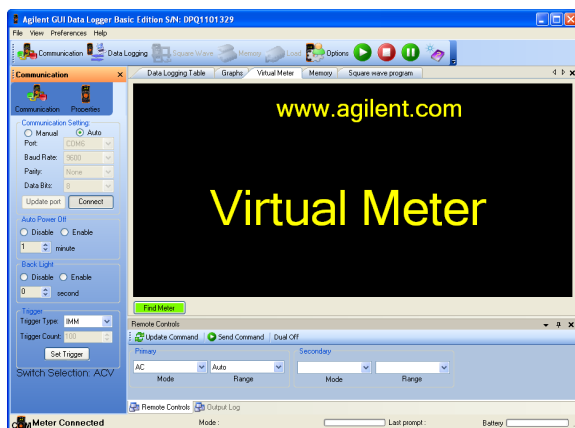 Agilent GUI Data Logger Basic Edition S/N: DPQ1101329
File View Preferences Help
Communication Data Logging Square Wave Memory Load Options
Communication x
Data Logging Table Graphs Virtual Meter Memory Square wave program
Communication Properties
Communication Setting:
Manual Auto
Port: COM6
Baud Rate: 9600
Parity: None
Data Bits: 8
Update port Connect
Auto Power Off
Disable Enable
1 minute
Back Light
Disable Enable
0 second
Trigger
Trigger Type: IMM
Trigger Count: 100
Set Trigger
Switch Selection: ACV
www.agilent.com
Virtual Meter
Find Meter
Remote Controls
Update Command Send Command Dual Off
Primary Secondary
AC Auto
Mode Range Mode Range
Remote Controls Output Log
COM Meter Connected Mode : Last prompt : Battery